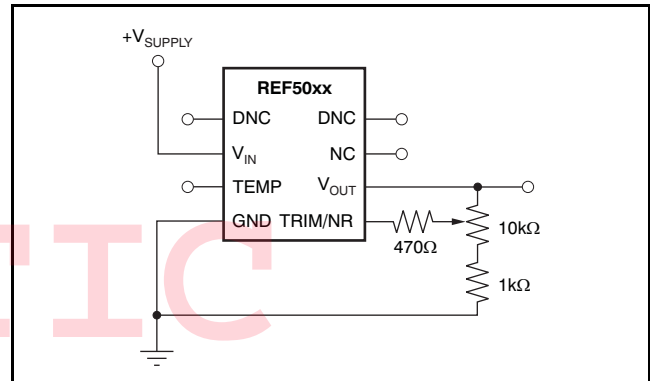 +VSUPPLY
REF50xx
DNC DNC
VIN NC
TEMP VOUT
GND TRIM/NR
10kΩ
470Ω
1kΩ
TIC